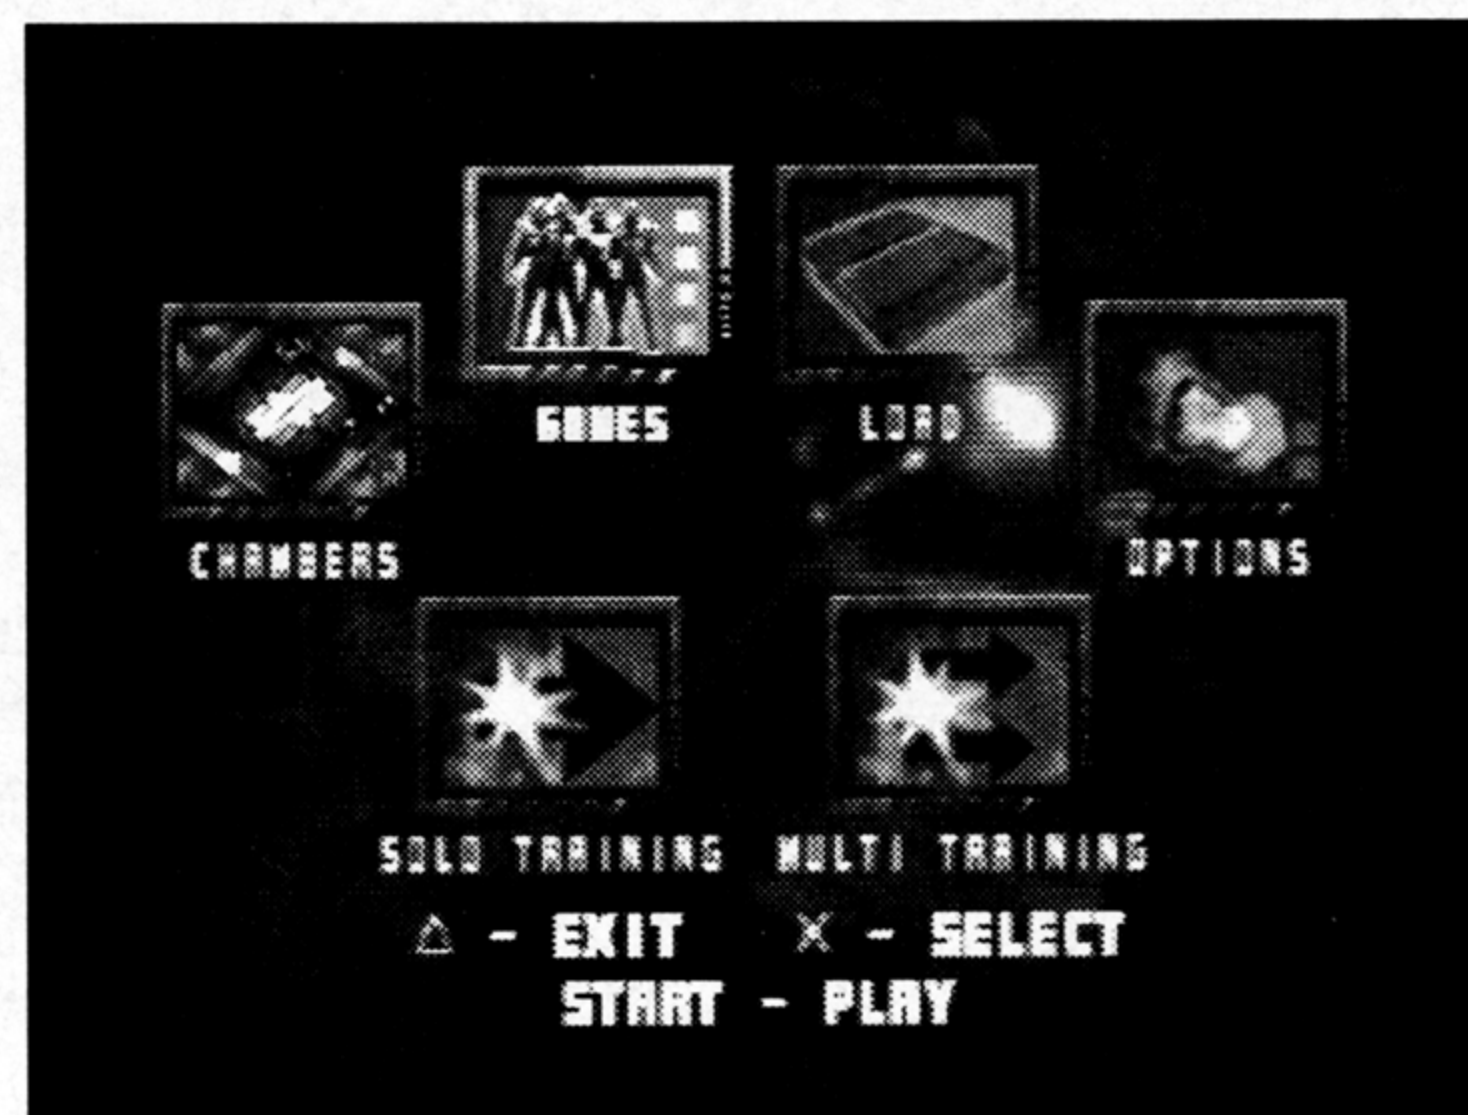 GAMES
LOAD
CHAMBERS
OPTIONS
SOLO TRAINING
MULTI TRAINING
△ - EXIT
X - SELECT
START - PLAY